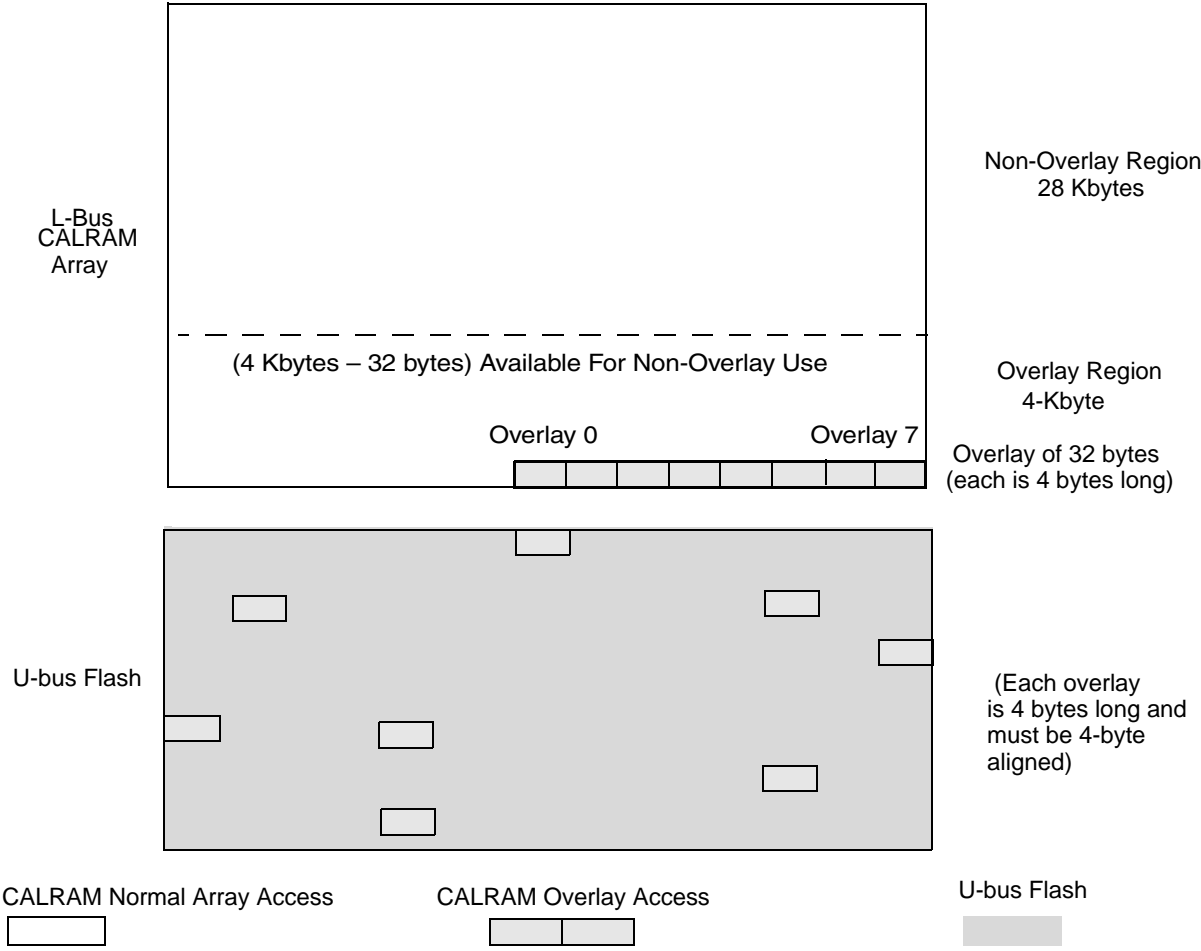 Non-Overlay Region
28 Kbytes
L-Bus
CALRAM
Array
(4 Kbytes – 32 bytes) Available For Non-Overlay Use
Overlay Region
4-Kbyte
Overlay 0
Overlay 7
Overlay of 32 bytes
(each is 4 bytes long)
U-bus Flash
(Each overlay
is 4 bytes long and
must be 4-byte
aligned)
CALRAM Normal Array Access
CALRAM Overlay Access
U-bus Flash